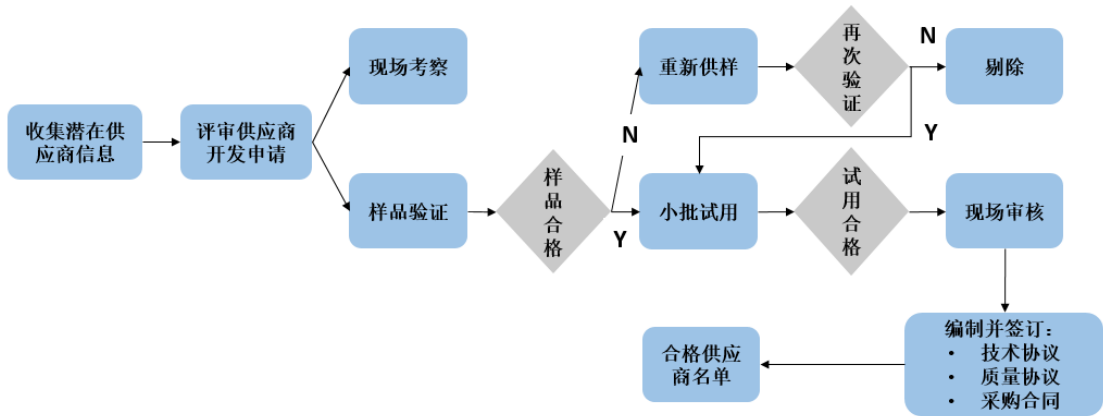 收集潜在供
应商信息
评审供应商
开发申请
现场考察
样品验证
样
品
合
格
N
Y
重新供样
再
次
验
证
N
Y
剔除
小批试用
试
用
合
格
现场审核
编制并签订：
• 技术协议
• 质量协议
• 采购合同
合格供应
商名单